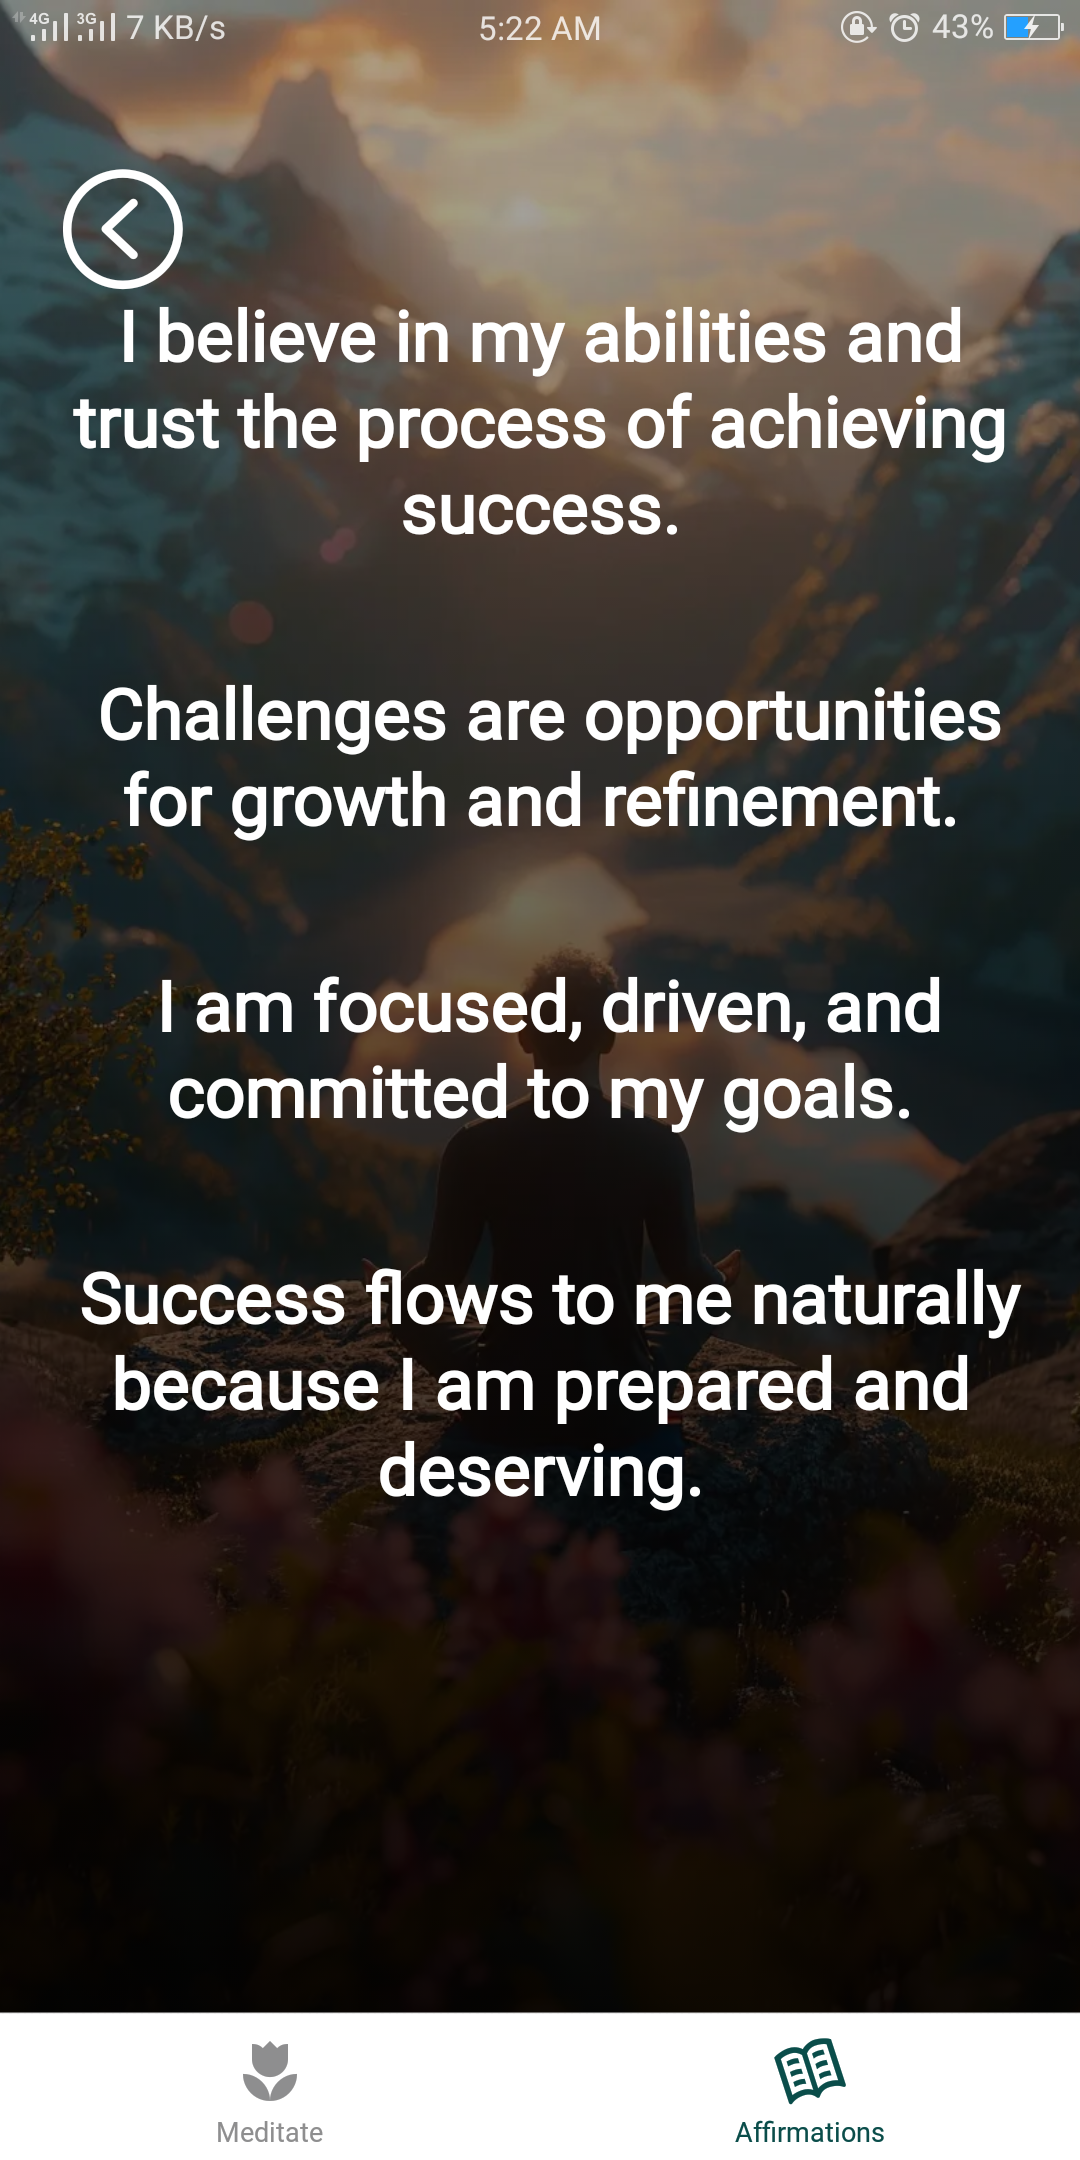 4G 3G 7 KB/s 5:22 AM 43%
I believe in my abilities and
trust the process of achieving
success.
Challenges are opportunities
for growth and refinement.
I am focused, driven, and
committed to my goals.
Success flows to me naturally
because I am prepared and
deserving.
Meditate Affirmations